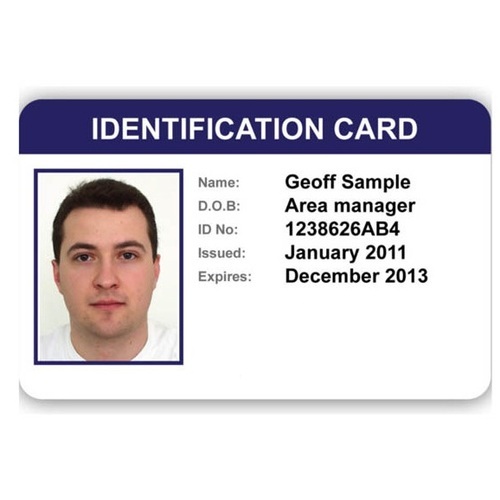 IDENTIFICATION CARD
Name: Geoff Sample
D.O.B: Area manager
ID No: 1238626AB4
Issued: January 2011
Expires: December 2013